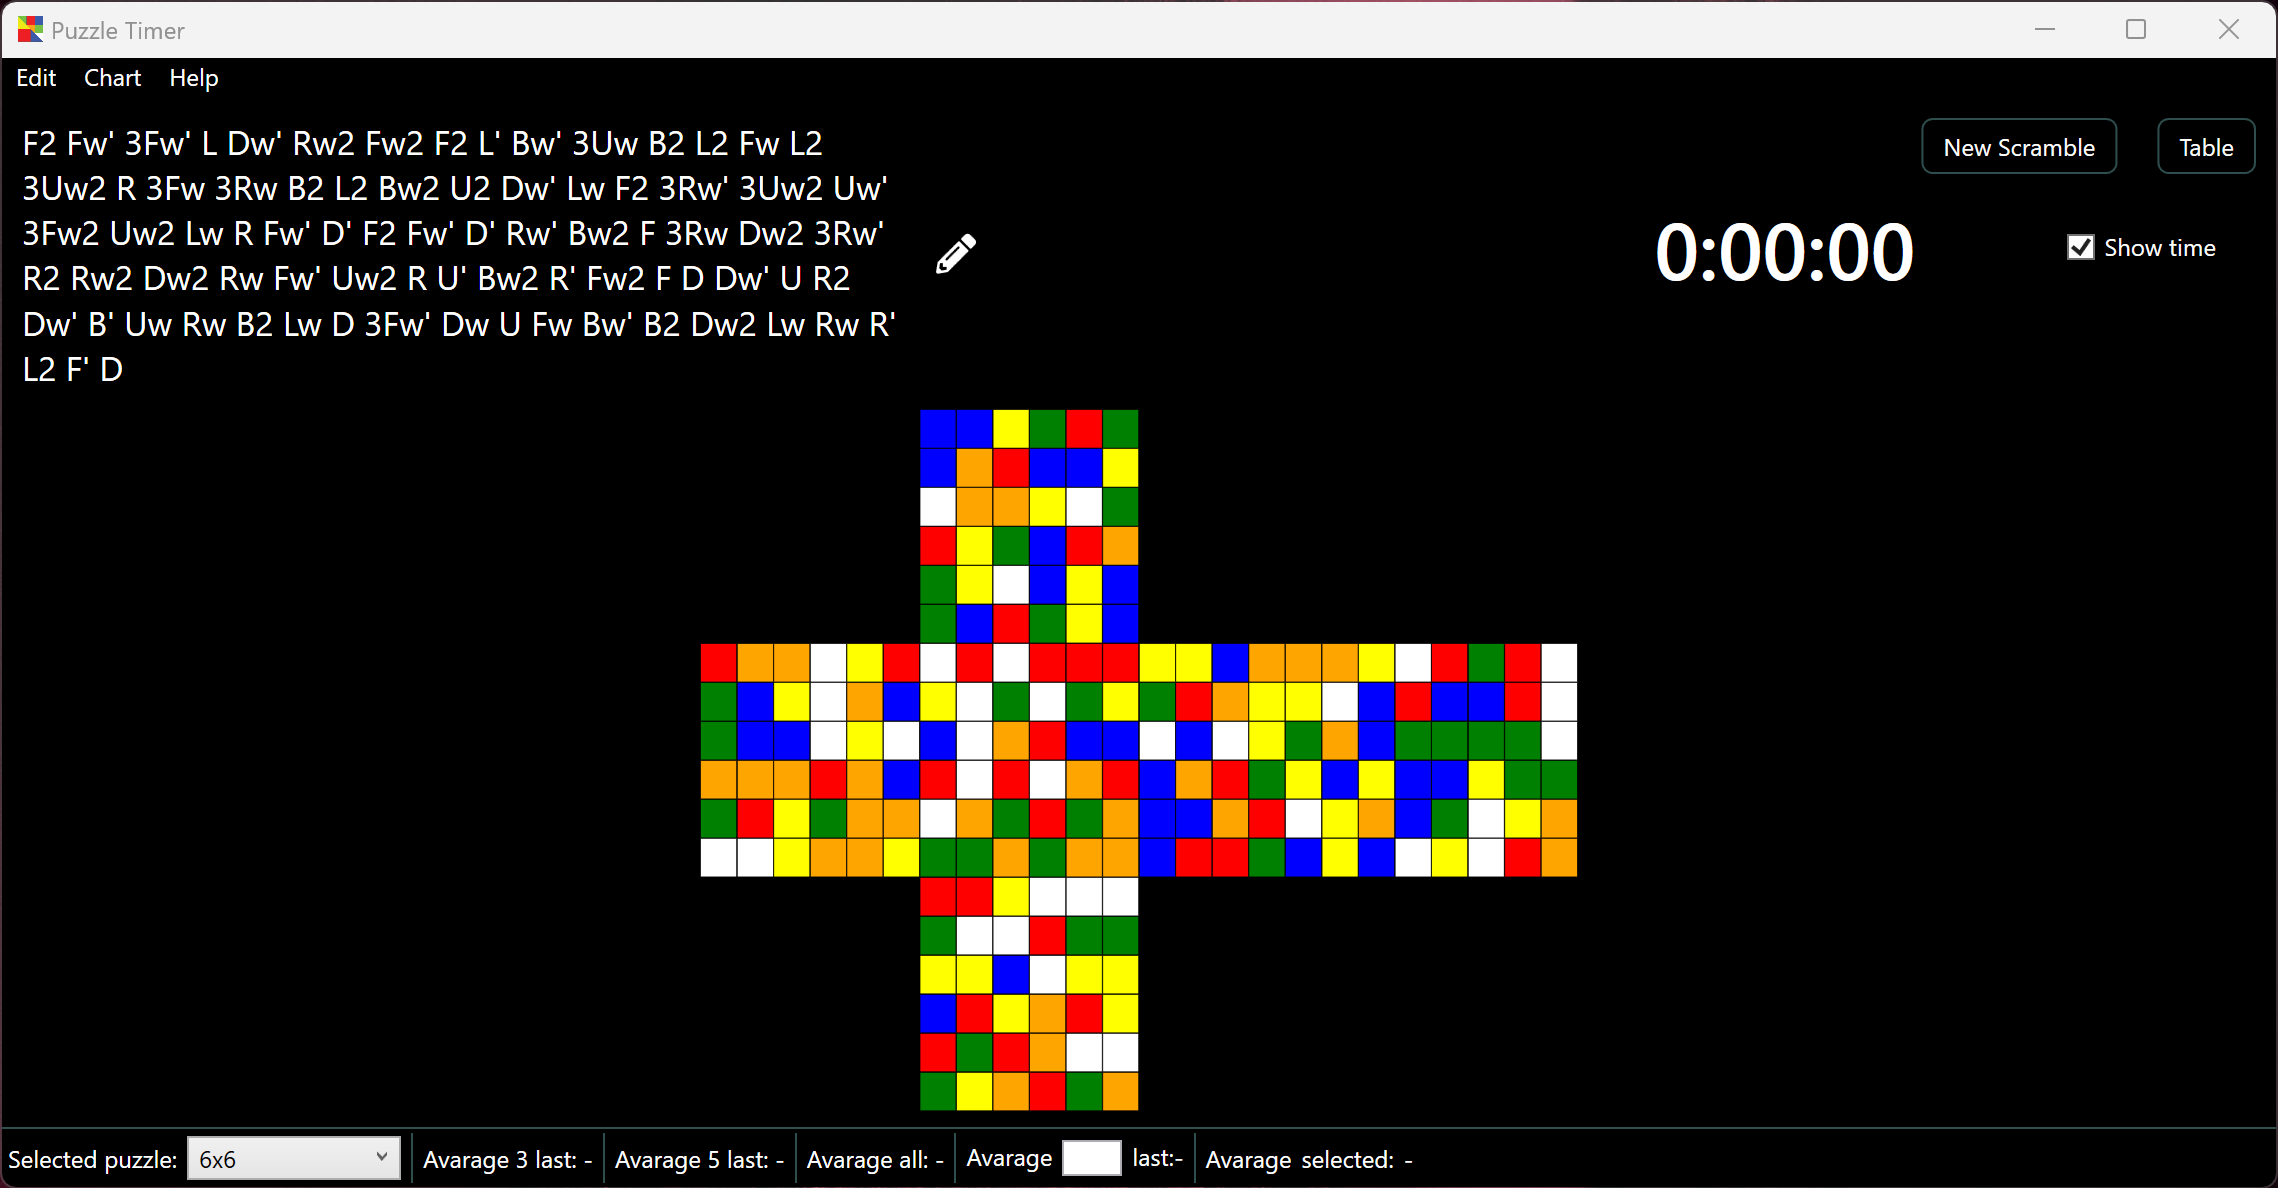 Puzzle Timer
Edit Chart Help
F2 Fw' 3Fw' L Dw' Rw2 Fw2 F2 L' Bw' 3Uw B2 L2 Fw L2
3Uw2 R 3Fw 3Rw B2 L2 Bw2 U2 Dw' Lw F2 3Rw' 3Uw2 Uw'
3Fw2 Uw2 Lw R Fw' D' F2 Fw' D' Rw' Bw2 F 3Rw Dw2 3Rw'
R2 Rw2 Dw2 Rw Fw' Uw2 R U' Bw2 R' Fw2 F D Dw' U R2
Dw' B' Uw Rw B2 Lw D 3Fw' Dw U Fw Bw' B2 Dw2 Lw Rw R'
L2 F' D
New Scramble Table
0:00:00 Show time
Selected puzzle: 6x6 Avarage 3 last: - Avarage 5 last: - Avarage all: - Avarage last:- Avarage selected: -